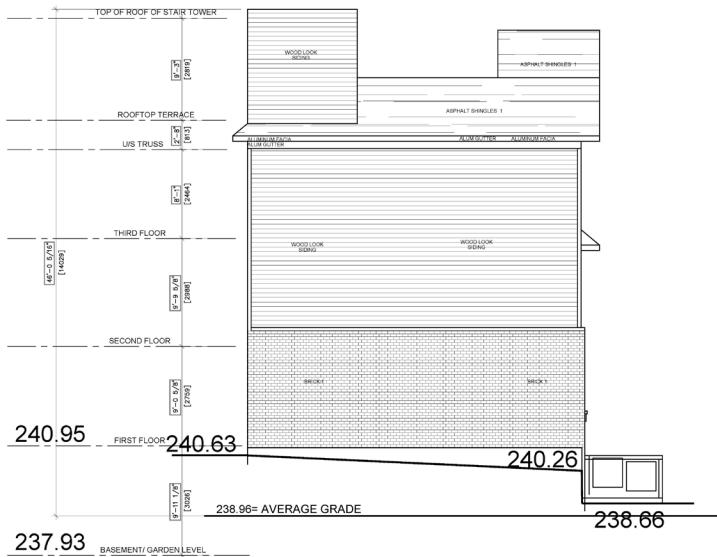 TOP OF ROOF OF STAIR TOWER
WOOD LOOK
SIDING
ASPHALT SHINGLES 1
9'-3"
[2819]
ASPHALT SHINGLES 1
ROOFTOP TERRACE
2'-8"
[813]
ALUMINUM FACIA
ALUM GUTTER
ALUM GUTTER
ALUMINUM FACIA
U/S TRUSS
8'-1"
[2464]
THIRD FLOOR
WOOD LOOK
SIDING
WOOD LOOK
SIDING
46'-0 5/16"
[14029]
9'-9 5/8"
[2988]
SECOND FLOOR
BRICK 1
BRICK 1
9'-0 5/8"
[2759]
240.95
FIRST FLOOR
240.63
240.26
9'-11 1/8"
[3026]
238.96= AVERAGE GRADE
238.66
237.93
BASEMENT/ GARDEN LEVEL